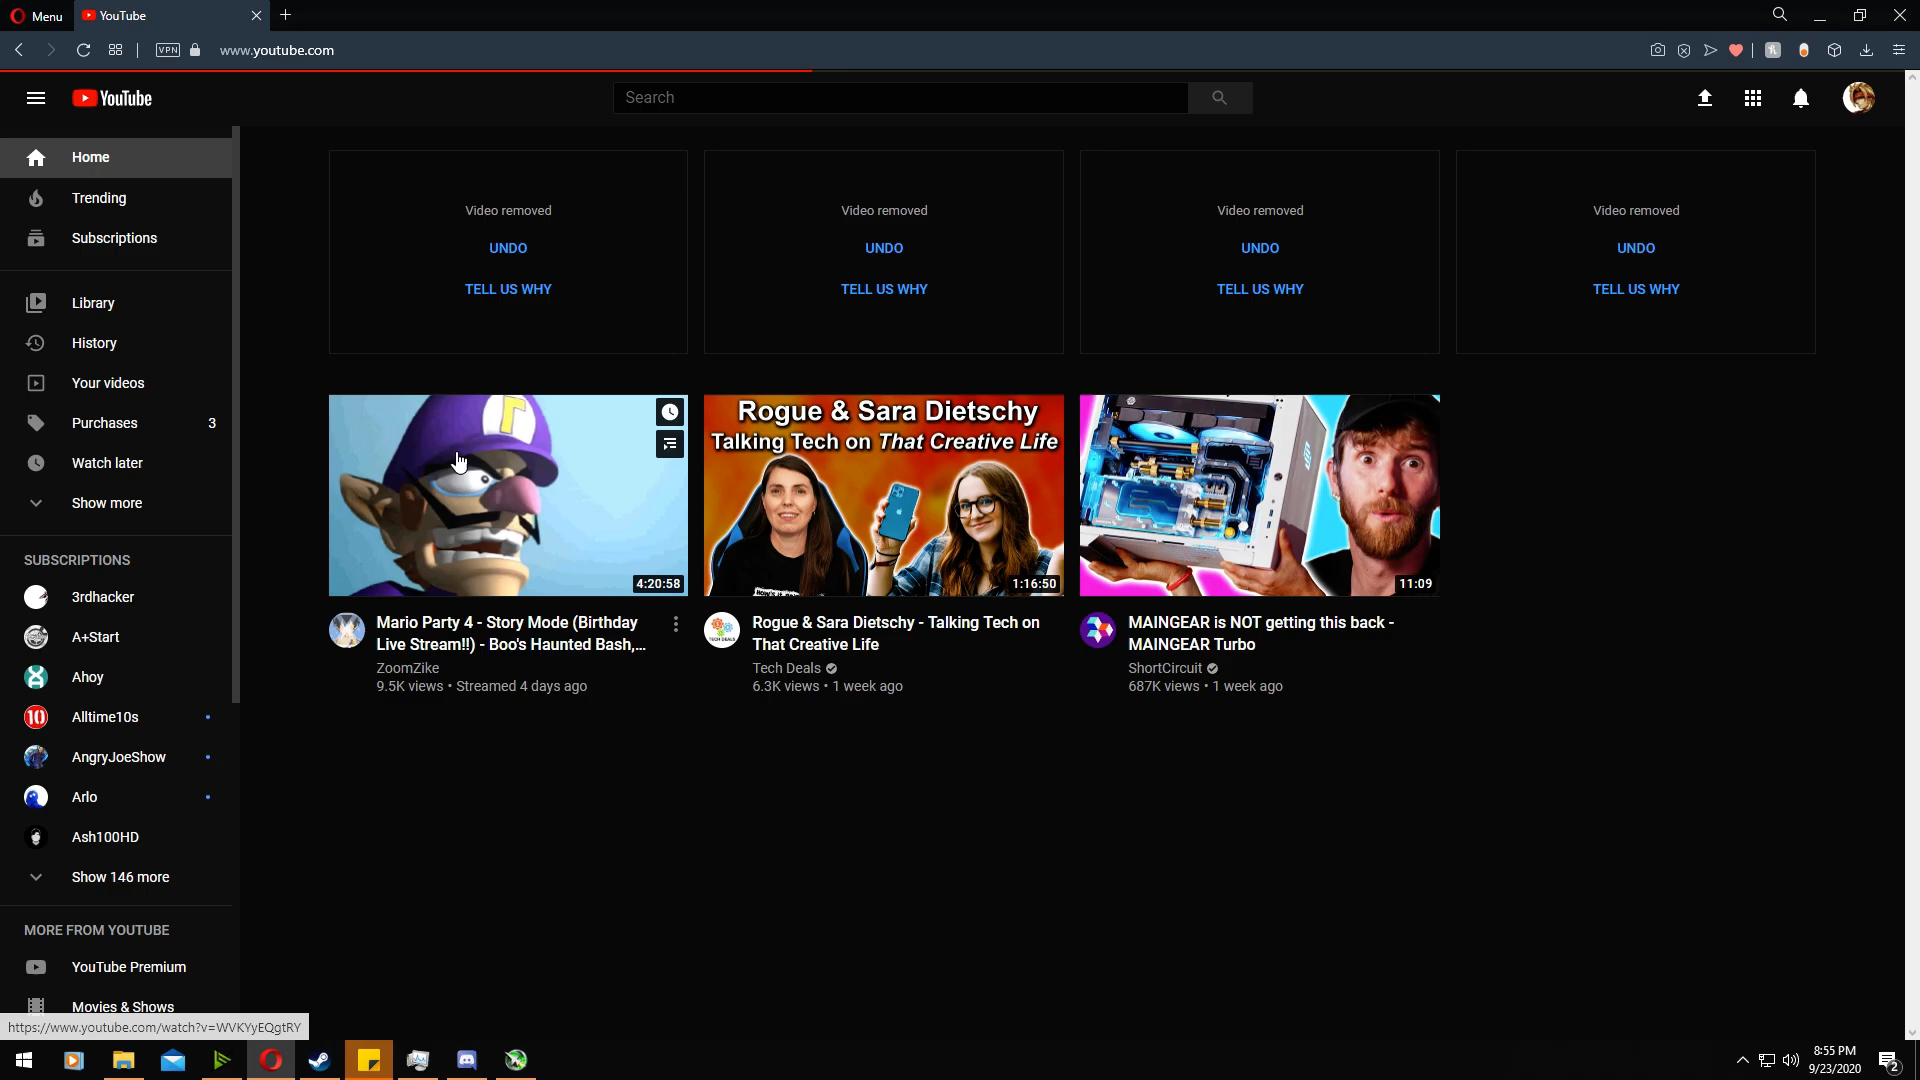 Menu
YouTube
VPN
www.youtube.com
YouTube
Search
Home
Trending
Subscriptions
Library
History
Your videos
Purchases 3
Watch later
Show more
SUBSCRIPTIONS
3rdhacker
A+Start
Ahoy
10 Alltime10s
AngryJoeShow
Arlo
Ash100HD
Show 146 more
MORE FROM YOUTUBE
YouTube Premium
Movies & Shows
https://www.youtube.com/watch?v=WVKYyEQgtRY
Video removed
UNDO
TELL US WHY
Video removed
UNDO
TELL US WHY
Video removed
UNDO
TELL US WHY
Video removed
UNDO
TELL US WHY
4:20:58
Mario Party 4 - Story Mode (Birthday
Live Stream!!) - Boo's Haunted Bash,...
ZoomZike
9.5K views • Streamed 4 days ago
Rogue & Sara Dietschy
Talking Tech on That Creative Life
1:16:50
TECH DEALS
Rogue & Sara Dietschy - Talking Tech on
That Creative Life
Tech Deals
6.3K views • 1 week ago
11:09
MAINGEAR is NOT getting this back -
MAINGEAR Turbo
ShortCircuit
687K views • 1 week ago
8:55 PM
9/23/2020
2